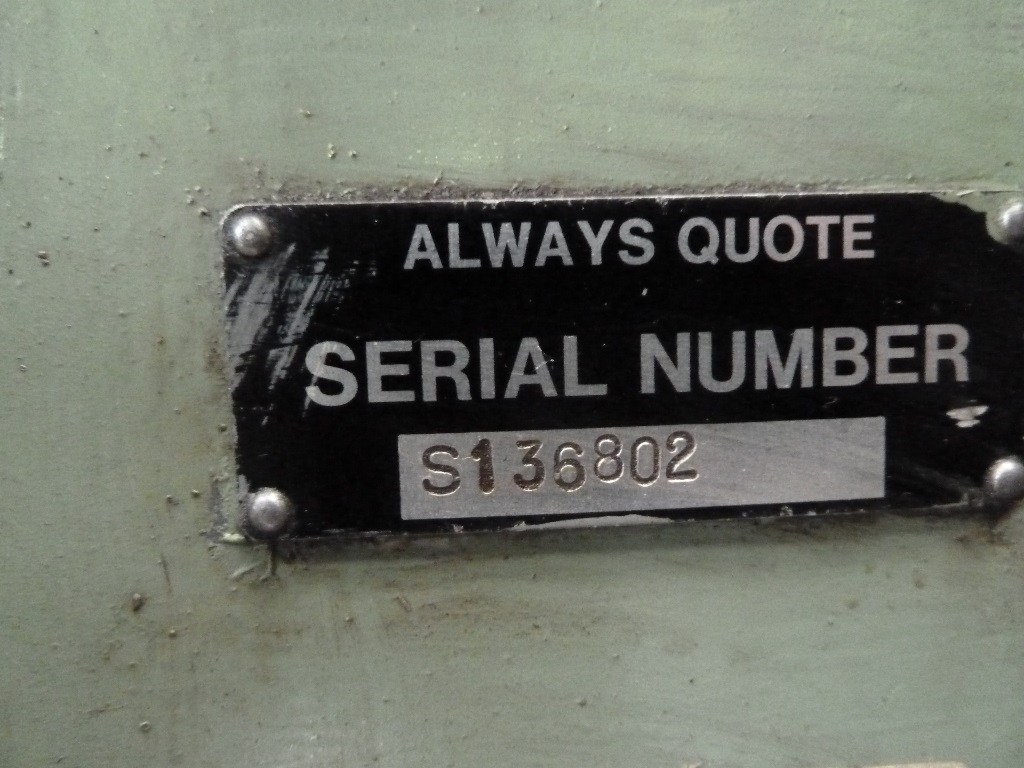 ALWAYS QUOTE
SERIAL NUMBER
S136802